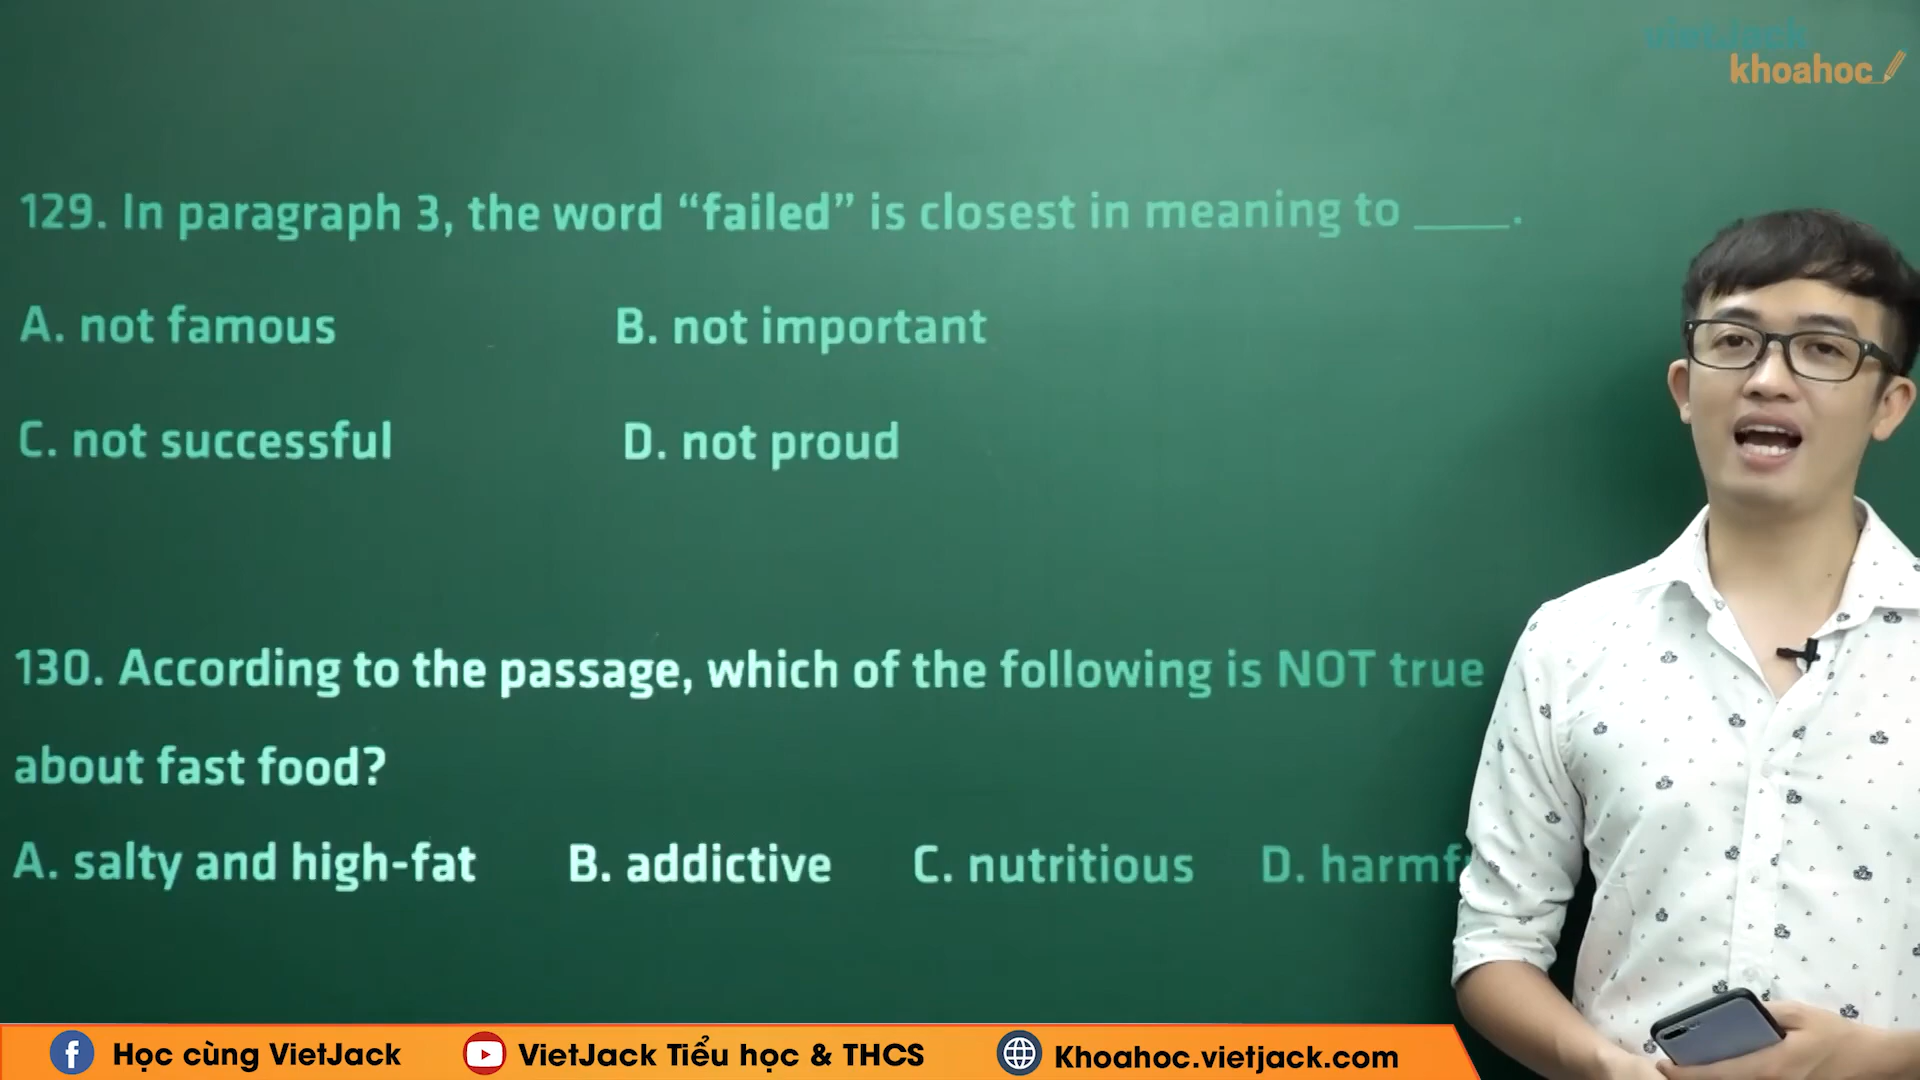 vietJack
khoahoc
129. In paragraph 3, the word “failed” is closest in meaning to _____.
A. not famous B. not important
C. not successful D. not proud
130. According to the passage, which of the following is NOT true
about fast food?
A. salty and high-fat B. addictive C. nutritious D.
Học cùng VietJack VietJack Tiểu học & THCS Khoahoc.vietjack.com